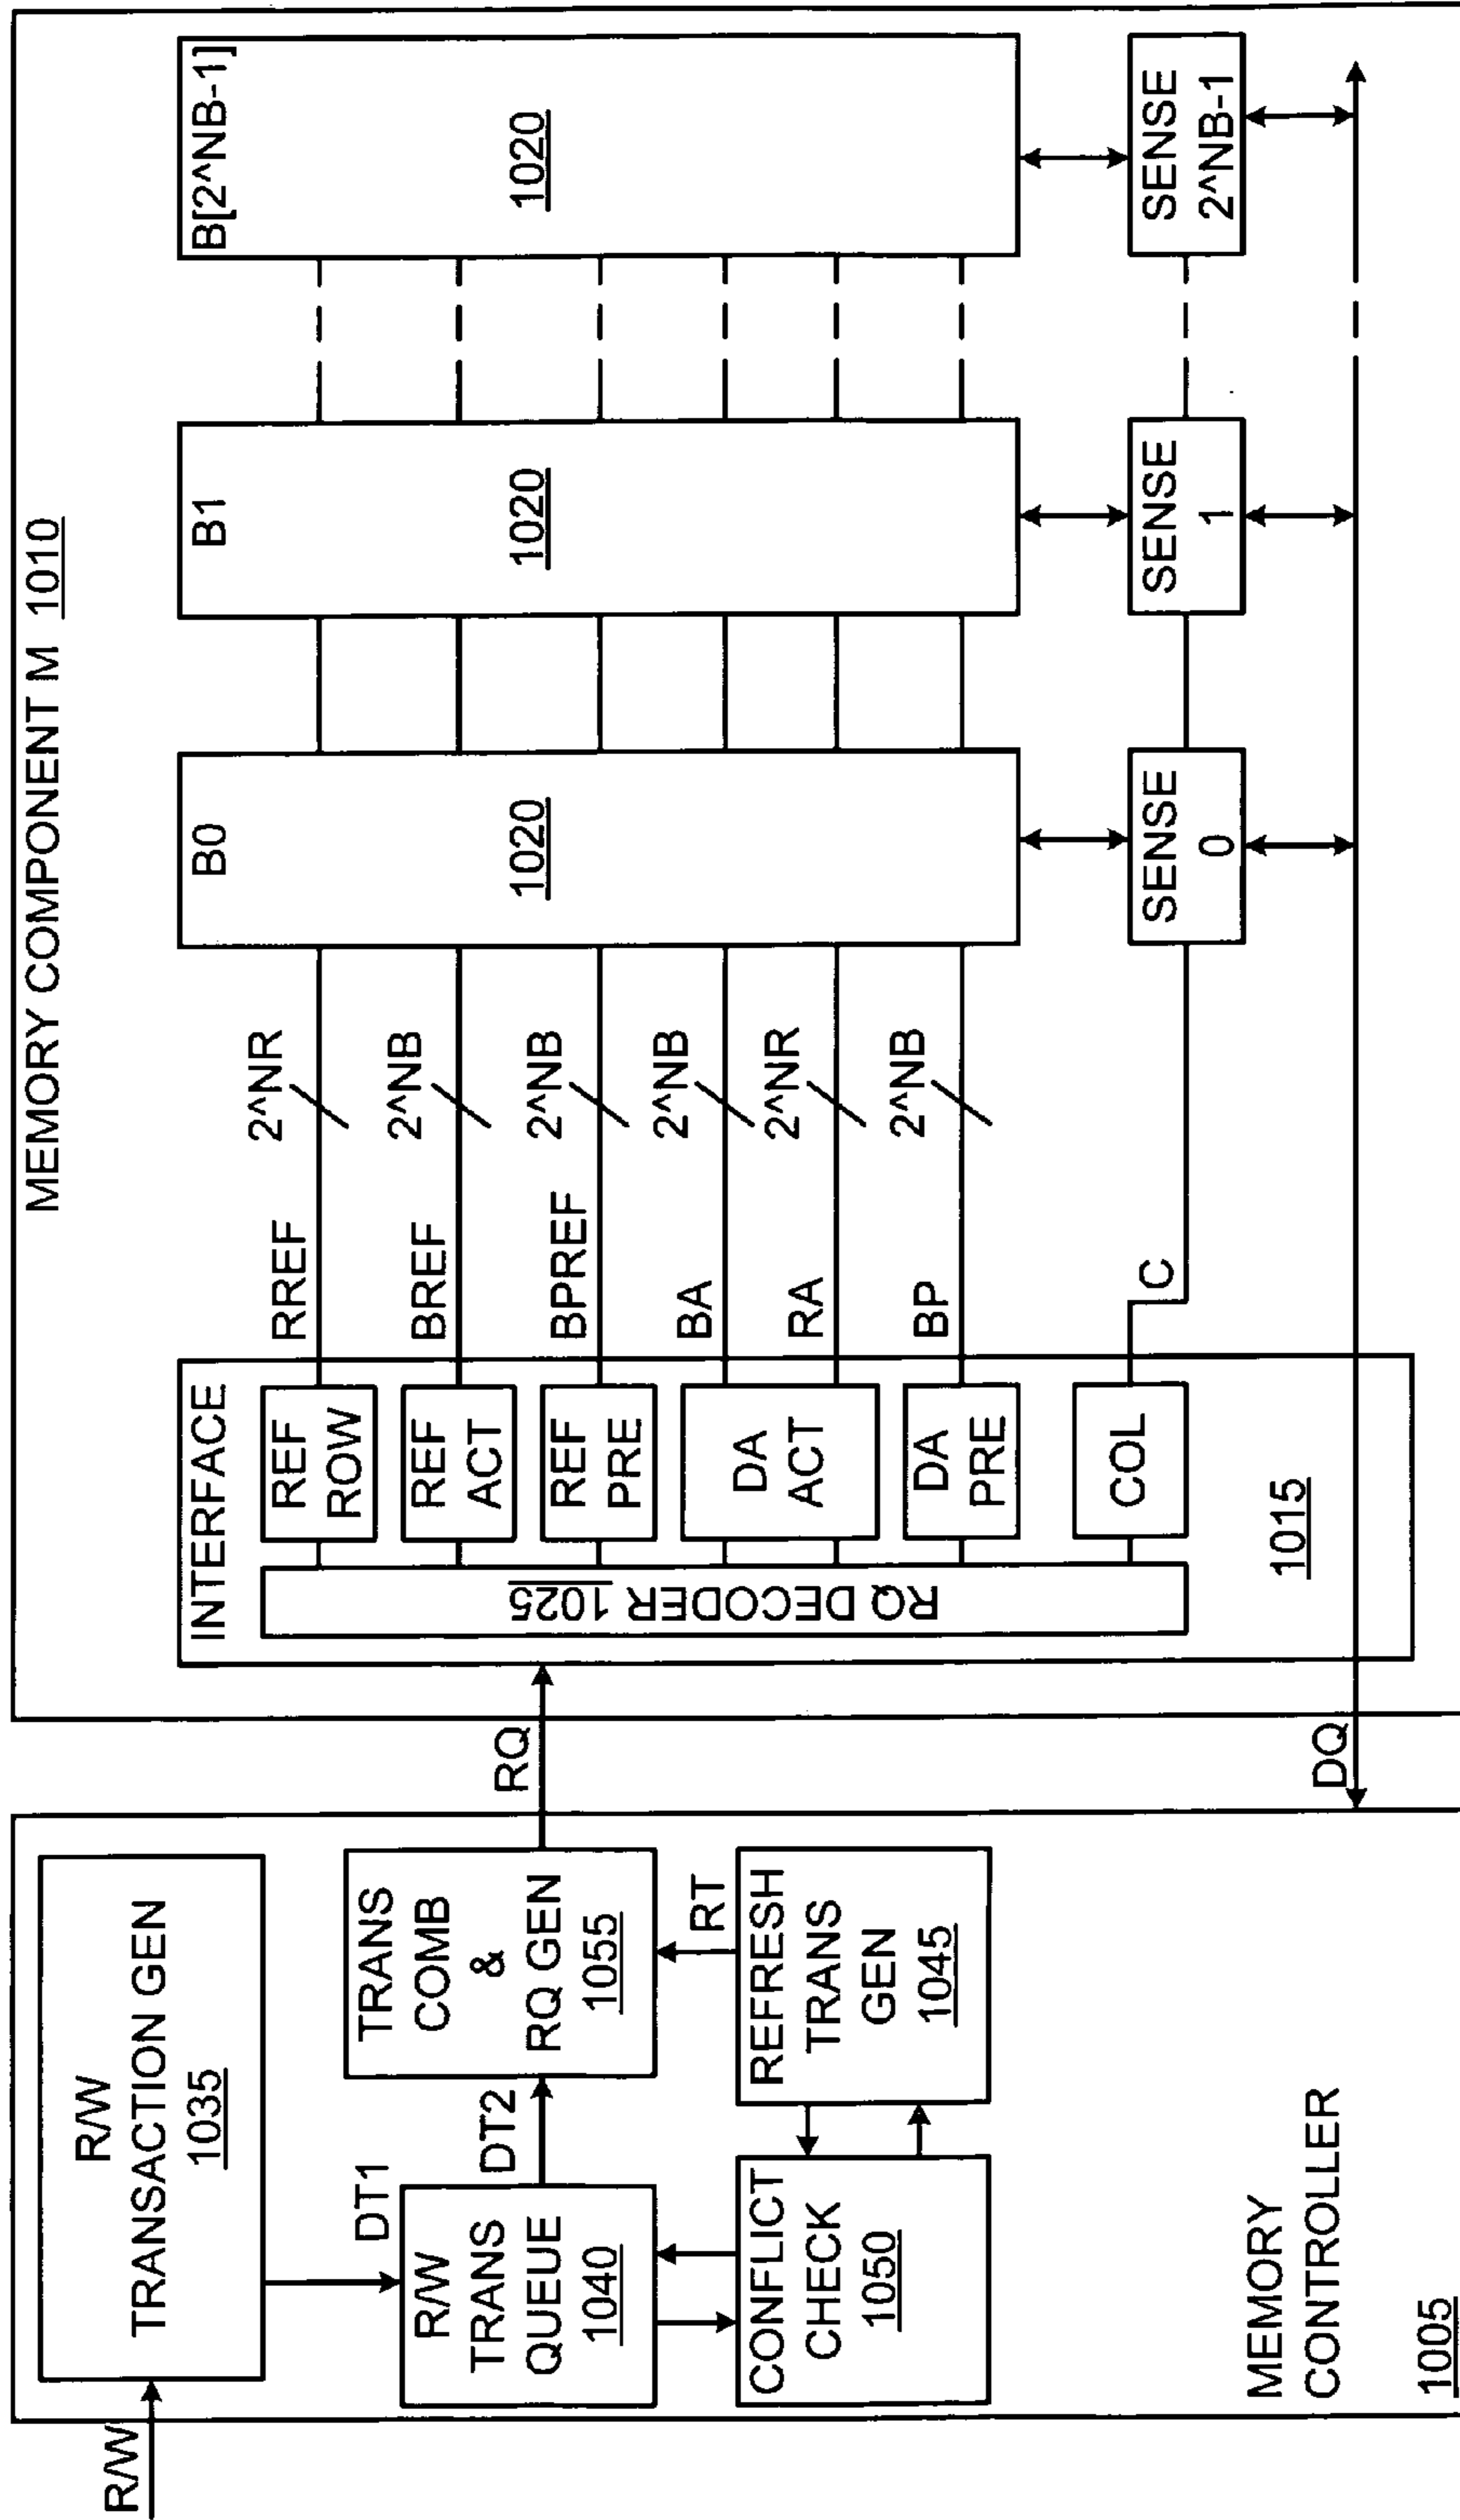 R/W
R/W
TRANSACTION GEN
1035
DT1
R/W
TRANS
QUEUE
1040
DT2
TRANS
COMB
&
RQ GEN
1055
RT
CONFLICT
CHECK
1050
REFRESH
TRANS
GEN
1045
MEMORY
CONTROLLER
1005
RQ
DQ
MEMORY COMPONENT M 1010
INTERFACE
RQ DECODER 1025
REF
ROW
REF
ACT
REF
PRE
DA
ACT
DA
PRE
COL
1015
RREF
2^NR
BREF
2^NB
BPREF
2^NB
BA
2^NB
RA
2^NR
BP
2^NB
C
B0
1020
B1
1020
B[2^NB-1]
1020
SENSE
0
SENSE
1
SENSE
2^NB-1